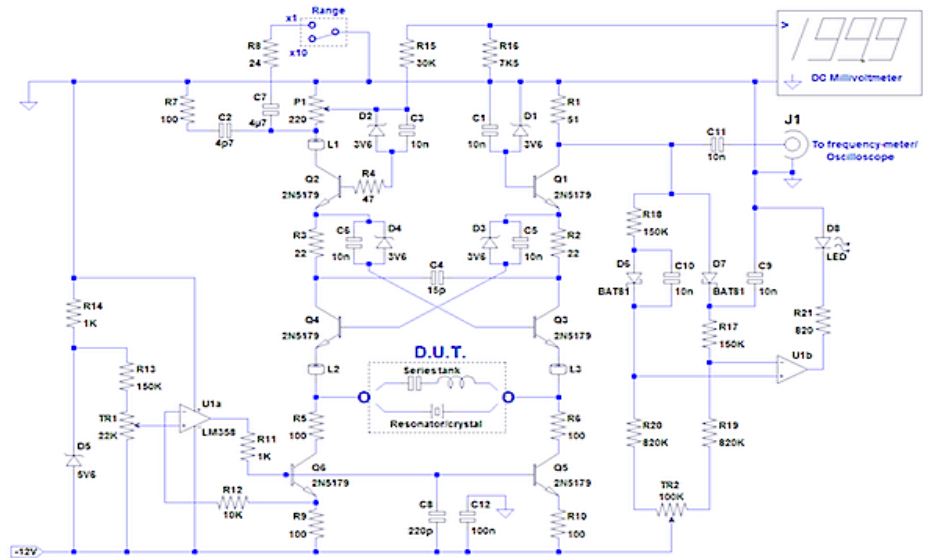 Range
x1
x10
R8
24
R15
30K
R16
7K5
1999
V
DC Millivoltmeter
R7
100
C2
4p7
C7
4µ7
P1
220
D2
3V6
C3
10n
C1
10n
D1
3V6
R1
51
C11
10n
J1
To frequency-meter/
Oscilloscope
L1
Q2
2N5179
R4
47
Q1
2N5179
R3
22
C6
10n
D4
3V6
D3
3V6
C5
10n
R2
22
R18
150K
D6
BAT81
C10
10n
D7
BAT81
C9
10n
D8
LED
C4
15p
R14
1K
Q4
2N5179
Q3
2N5179
R17
150K
R21
820
U1b
D.U.T.
Series tank
Resonator/crystal
L2
L3
R13
150K
TR1
22K
U1a
LM358
R11
1K
R5
100
R6
100
R20
820K
R19
820K
D5
5V6
Q6
2N5179
Q5
2N5179
R12
10K
R9
100
C8
220p
C12
100n
R10
100
TR2
100K
-12V